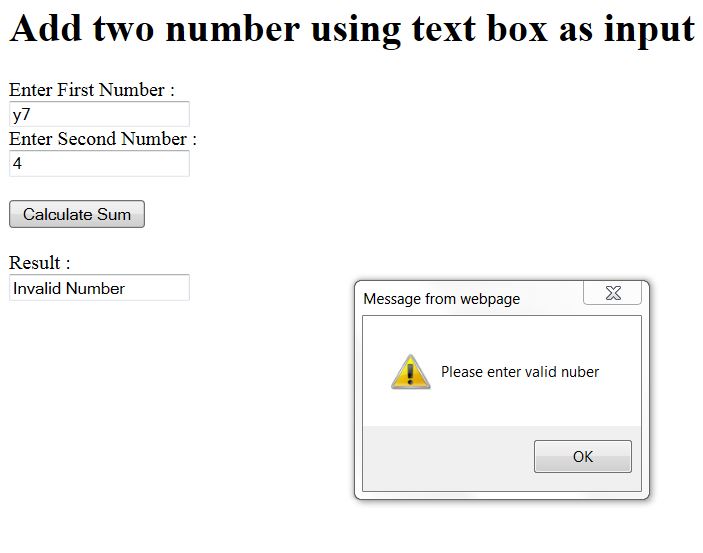 Add two number using text box as input
Enter First Number :
y7
Enter Second Number :
4
Calculate Sum
Result :
Invalid Number
Message from webpage
Please enter valid nuber
OK